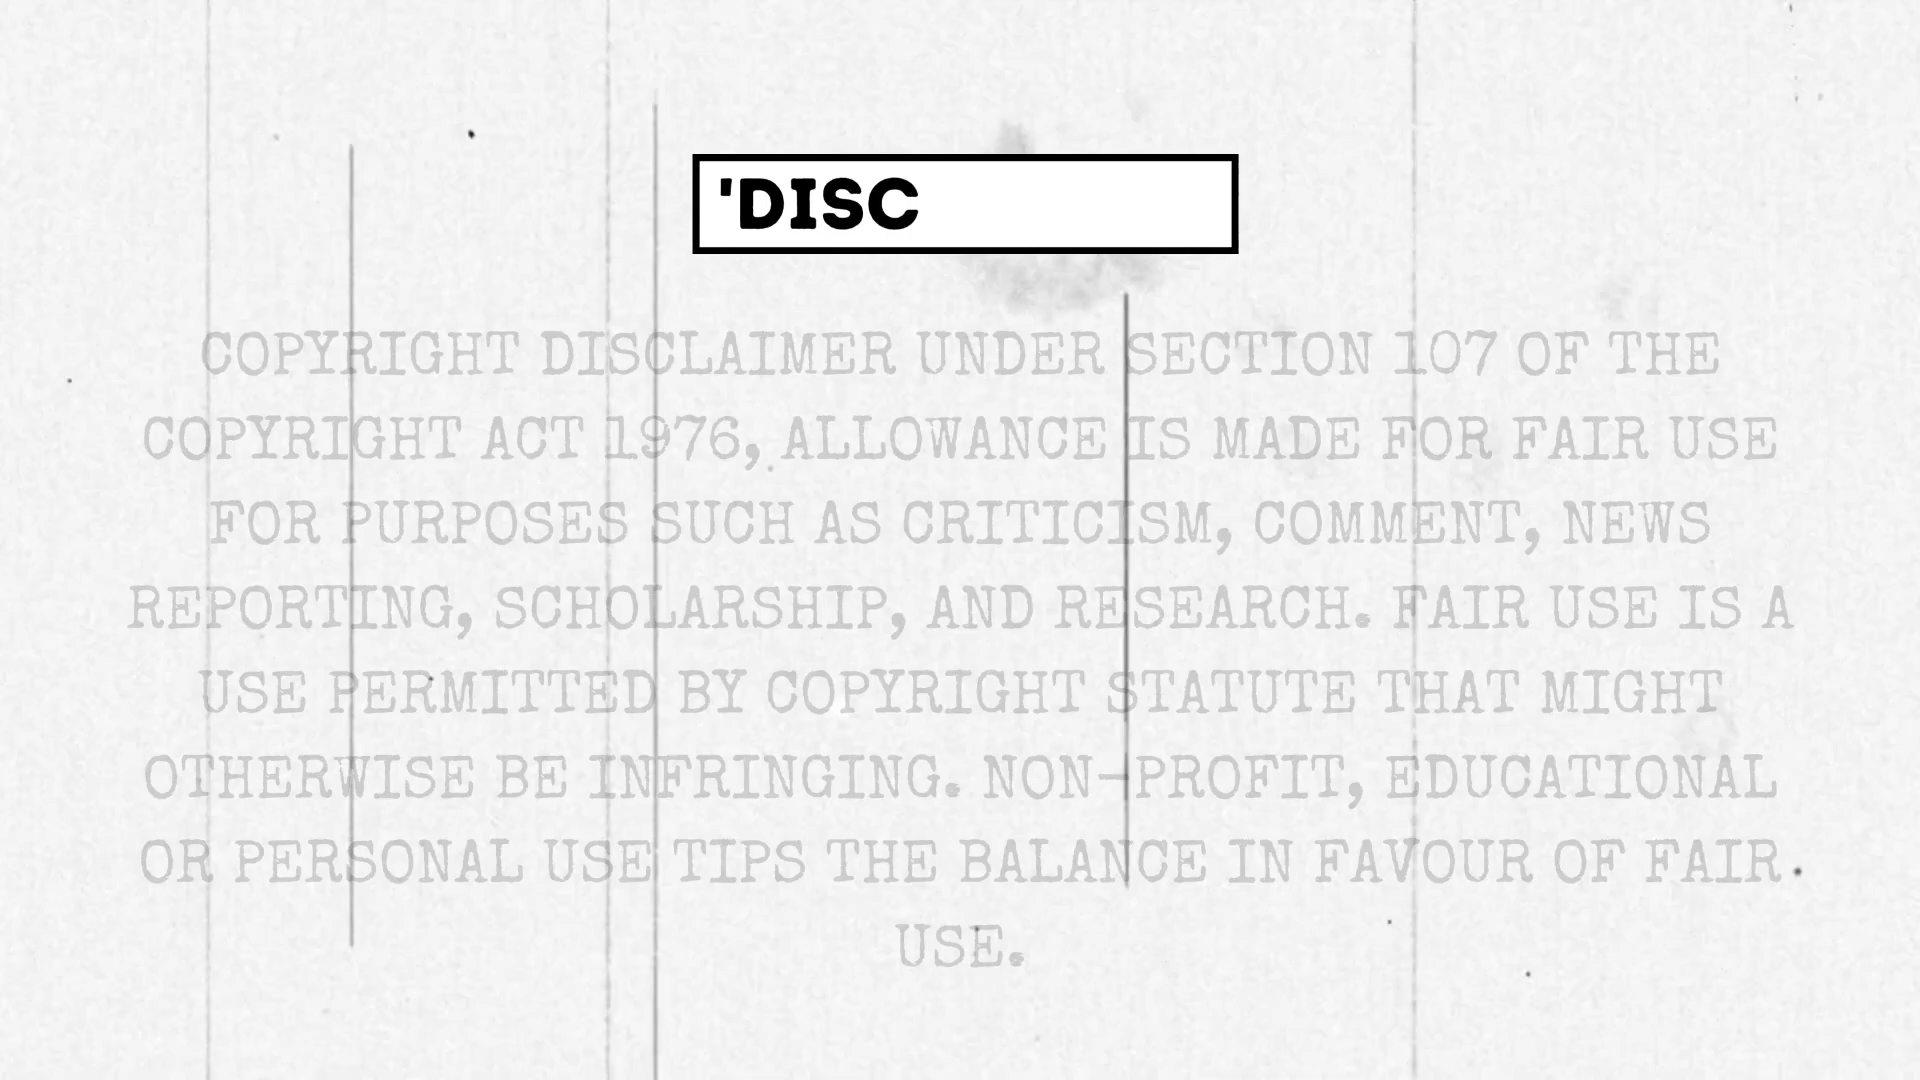 'DISC
COPYRIGHT DISCLAIMER UNDER SECTION 107 OF THE
COPYRIGHT ACT 1976, ALLOWANCE IS MADE FOR FAIR USE
FOR PURPOSES SUCH AS CRITICISM, COMMENT, NEWS
REPORTING, SCHOLARSHIP, AND RESEARCH. FAIR USE IS A
USE PERMITTED BY COPYRIGHT STATUTE THAT MIGHT
OTHERWISE BE INFRINGING. NON-PROFIT, EDUCATIONAL
OR PERSONAL USE TIPS THE BALANCE IN FAVOUR OF FAIR
USE.